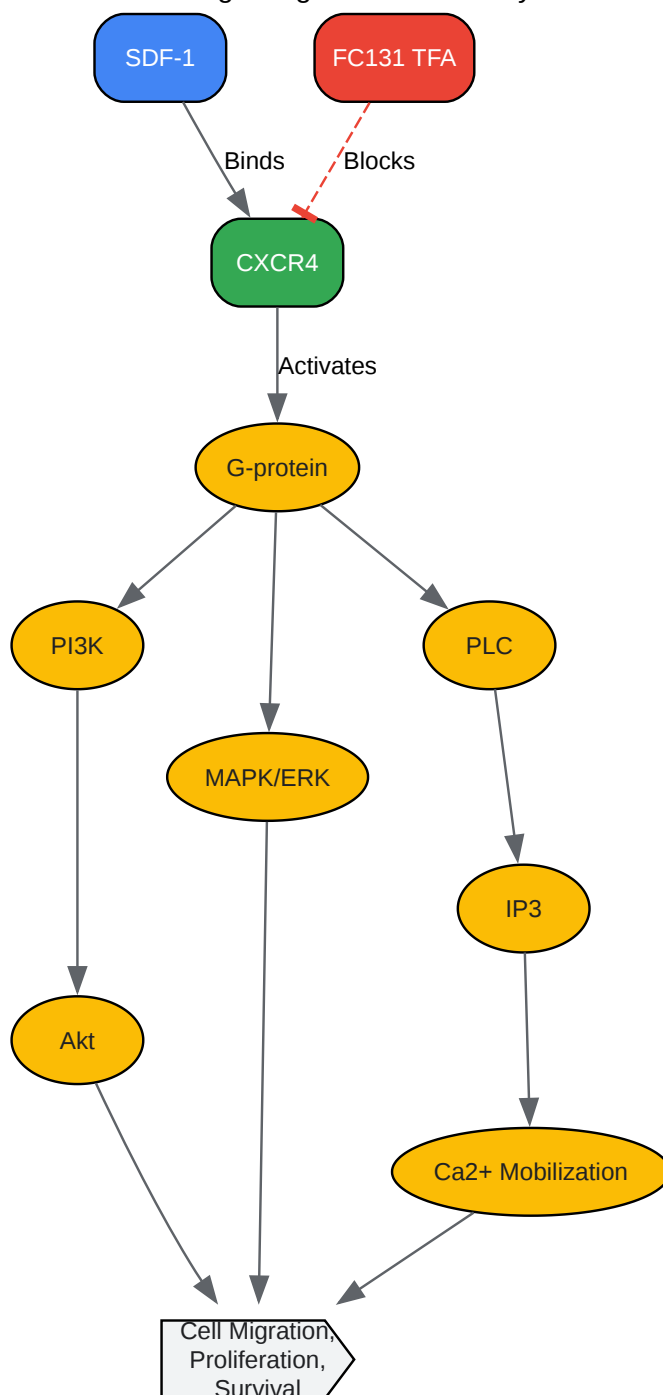 SDF-1
FC131 TFA
Binds
Blocks
CXCR4
Activates
G-protein
PI3K
PLC
MAPK/ERK
IP3
Akt
Ca2+ Mobilization
Cell Migration,
Proliferation,
Survival